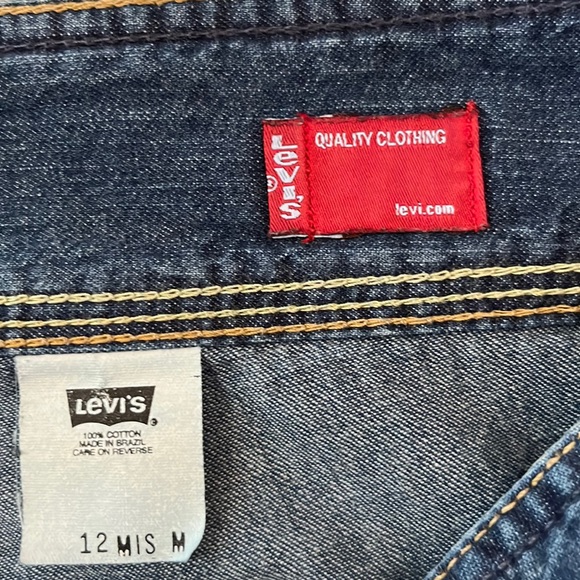 QUALITY CLOTHING
LEVI'S
®
levi.com
LEVI'S
®
100% COTTON
MADE IN BRAZIL
CARE ON REVERSE
12 MIS M